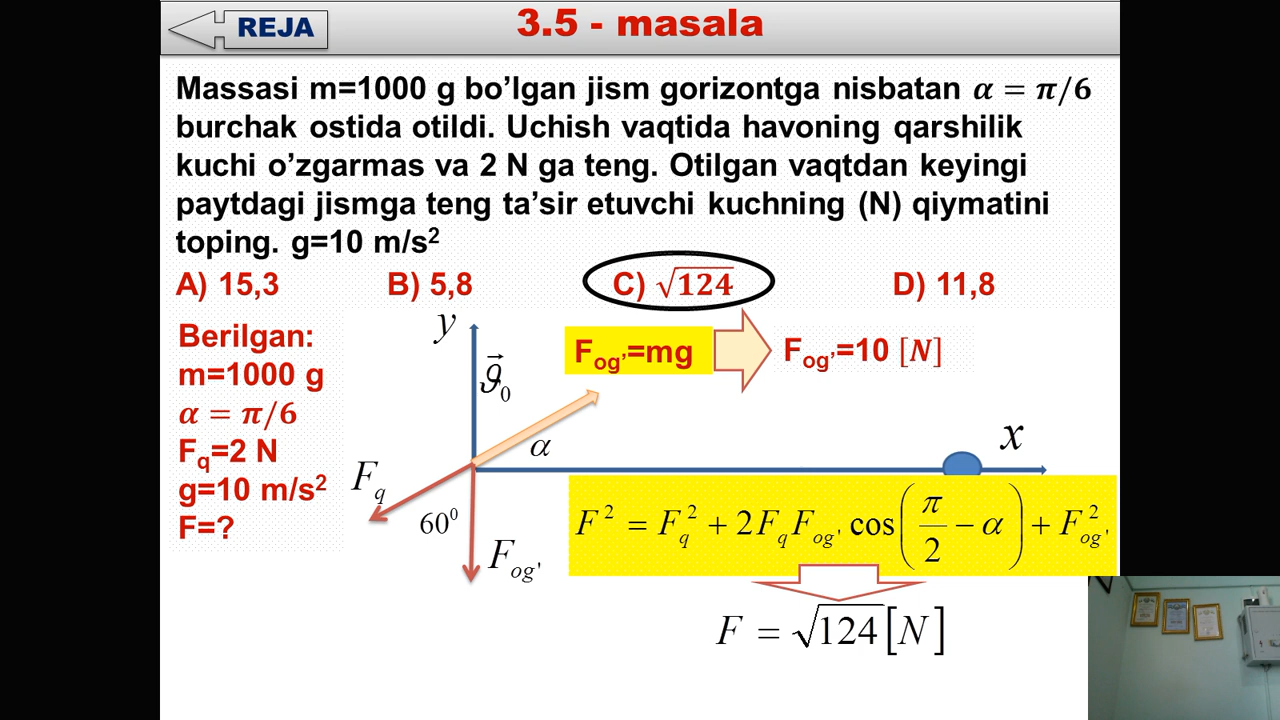 REJA
3.5 - masala
Massasi m=1000 g bo’lgan jism gorizontga nisbatan α = π/6
burchak ostida otildi. Uchish vaqtida havoning qarshilik
kuchi o’zgarmas va 2 N ga teng. Otilgan vaqtdan keyingi
paytdagi jismga teng ta’sir etuvchi kuchning (N) qiymatini
toping. g=10 m/s²
A) 15,3 B) 5,8 C) √124 D) 11,8
Berilgan:
m=1000 g
α = π/6
Fq=2 N
g=10 m/s²
F=?
y
ϑ⃗₀
α
x
Fq
60⁰
Fog'
Fog’=mg
Fog’=10 [N]
F² = Fq² + 2FqFog' cos(π/2 − α) + Fog'²
F = √124[N]